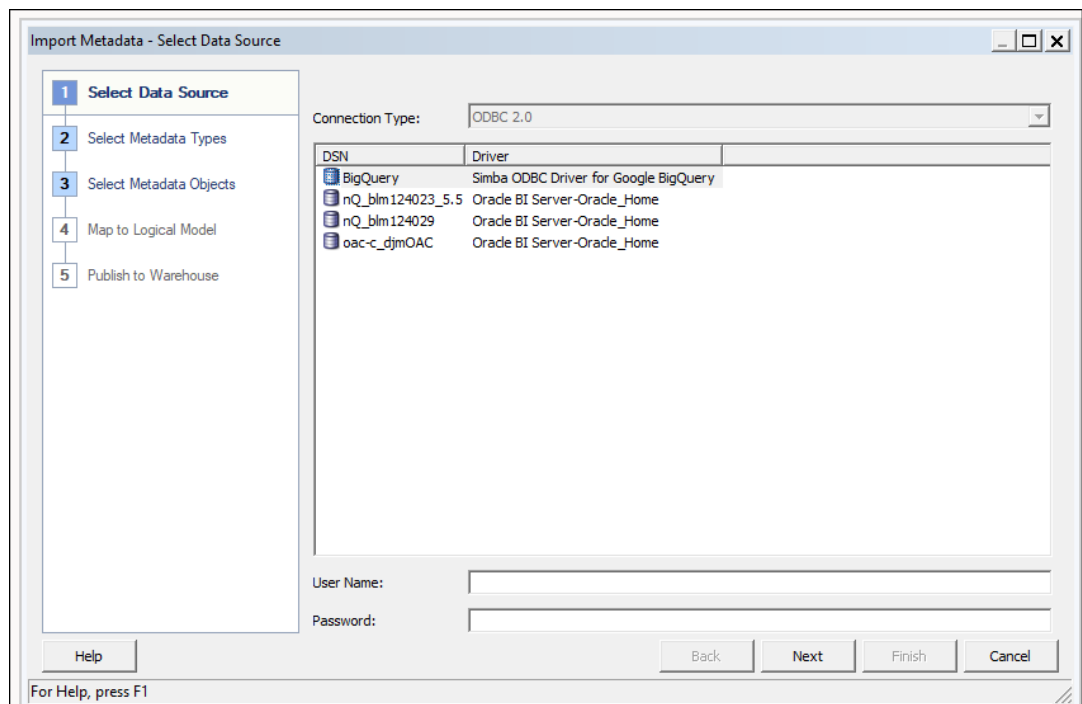 Import Metadata - Select Data Source
1 Select Data Source
2 Select Metadata Types
3 Select Metadata Objects
4 Map to Logical Model
5 Publish to Warehouse
Connection Type: ODBC 2.0
DSN Driver
BigQuery Simba ODBC Driver for Google BigQuery
nQ_blm124023_5.5 Oracle BI Server-Oracle_Home
nQ_blm124029 Oracle BI Server-Oracle_Home
oac-c_djmOAC Oracle BI Server-Oracle_Home
User Name:
Password:
Help Back Next Finish Cancel
For Help, press F1